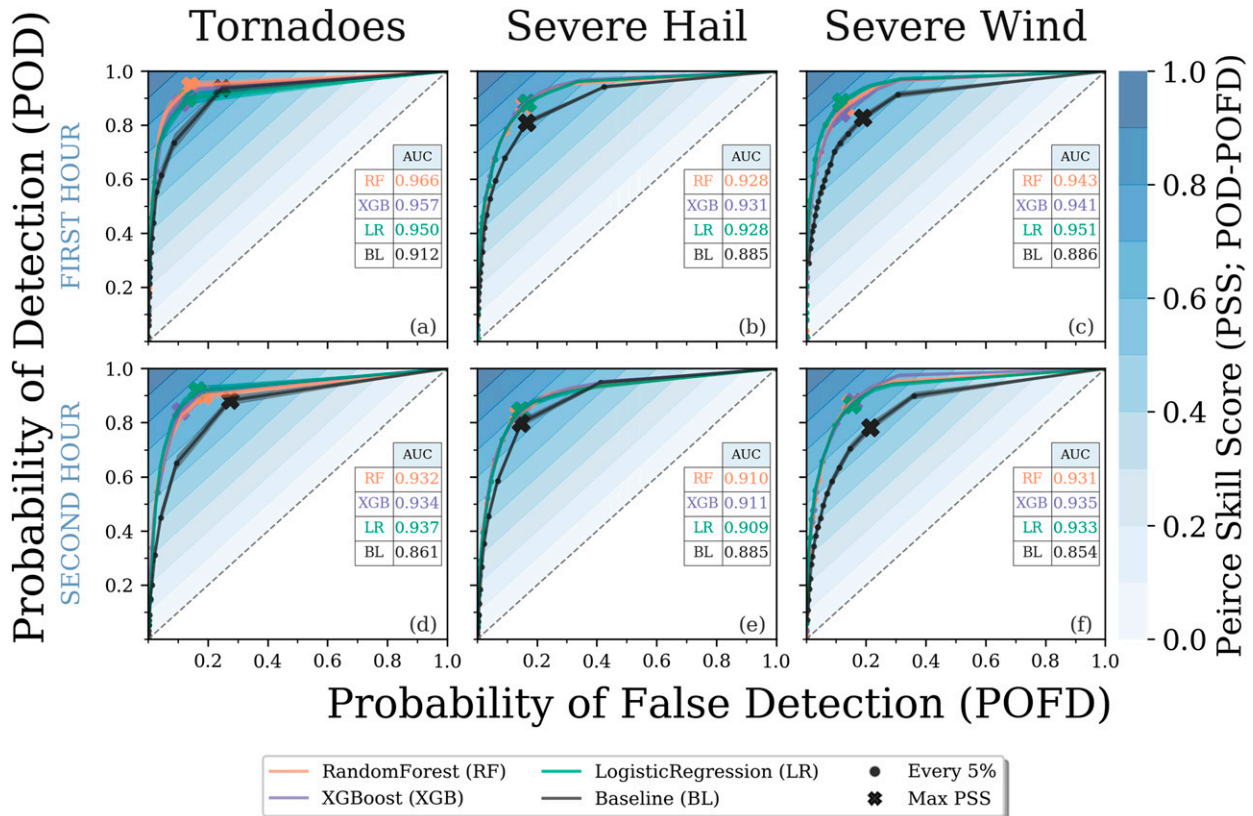 Tornadoes
Severe Hail
Severe Wind
Probability of Detection (POD)
FIRST HOUR
SECOND HOUR
1.0
0.8
0.6
0.4
0.2
AUC
RF 0.966
XGB 0.957
LR 0.950
BL 0.912
(a)
AUC
RF 0.928
XGB 0.931
LR 0.928
BL 0.885
(b)
AUC
RF 0.943
XGB 0.941
LR 0.951
BL 0.886
(c)
1.0
0.8
0.6
0.4
0.2
AUC
RF 0.932
XGB 0.934
LR 0.937
BL 0.861
(d)
AUC
RF 0.910
XGB 0.911
LR 0.909
BL 0.885
(e)
AUC
RF 0.931
XGB 0.935
LR 0.933
BL 0.854
(f)
0.2 0.4 0.6 0.8 1.0
0.2 0.4 0.6 0.8 1.0
0.2 0.4 0.6 0.8 1.0
1.0
0.8
0.6
0.4
0.2
0.0
Peirce Skill Score (PSS; POD-POFD)
Probability of False Detection (POFD)
RandomForest (RF)
XGBoost (XGB)
LogisticRegression (LR)
Baseline (BL)
Every 5%
Max PSS